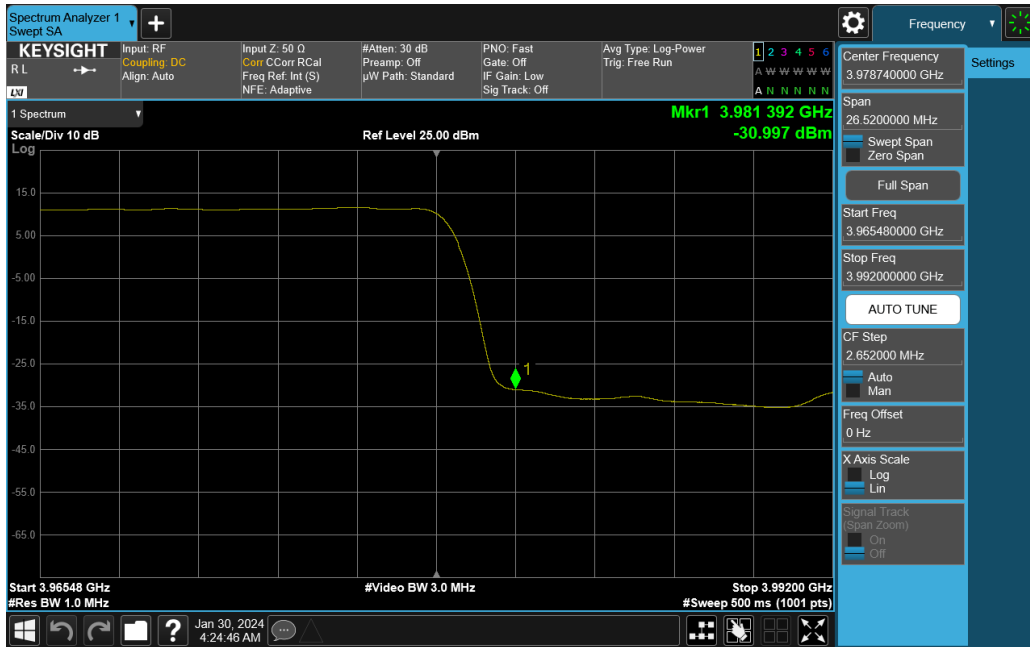 Spectrum Analyzer 1
Swept SA
Frequency
KEYSIGHT
R L
LXI
Input: RF
Coupling: DC
Align: Auto
Input Z: 50 Ω
Corr CCorr RCal
Freq Ref: Int (S)
NFE: Adaptive
#Atten: 30 dB
Preamp: Off
µW Path: Standard
PNO: Fast
Gate: Off
IF Gain: Low
Sig Track: Off
Avg Type: Log-Power
Trig: Free Run
1 2 3 4 5 6
A W W W W W
A N N N N N
Center Frequency
3.978740000 GHz
Settings
1 Spectrum
Mkr1 3.981 392 GHz
-30.997 dBm
Scale/Div 10 dB
Ref Level 25.00 dBm
Log
15.0
5.00
-5.00
-15.0
-25.0
-35.0
-45.0
-55.0
-65.0
1
Span
26.5200000 MHz
Swept Span
Zero Span
Full Span
Start Freq
3.965480000 GHz
Stop Freq
3.992000000 GHz
AUTO TUNE
CF Step
2.652000 MHz
Auto
Man
Freq Offset
0 Hz
X Axis Scale
Log
Lin
Signal Track
(Span Zoom)
On
Off
Start 3.96548 GHz
#Video BW 3.0 MHz
Stop 3.99200 GHz
#Res BW 1.0 MHz
#Sweep 500 ms (1001 pts)
?
Jan 30, 2024
4:24:46 AM